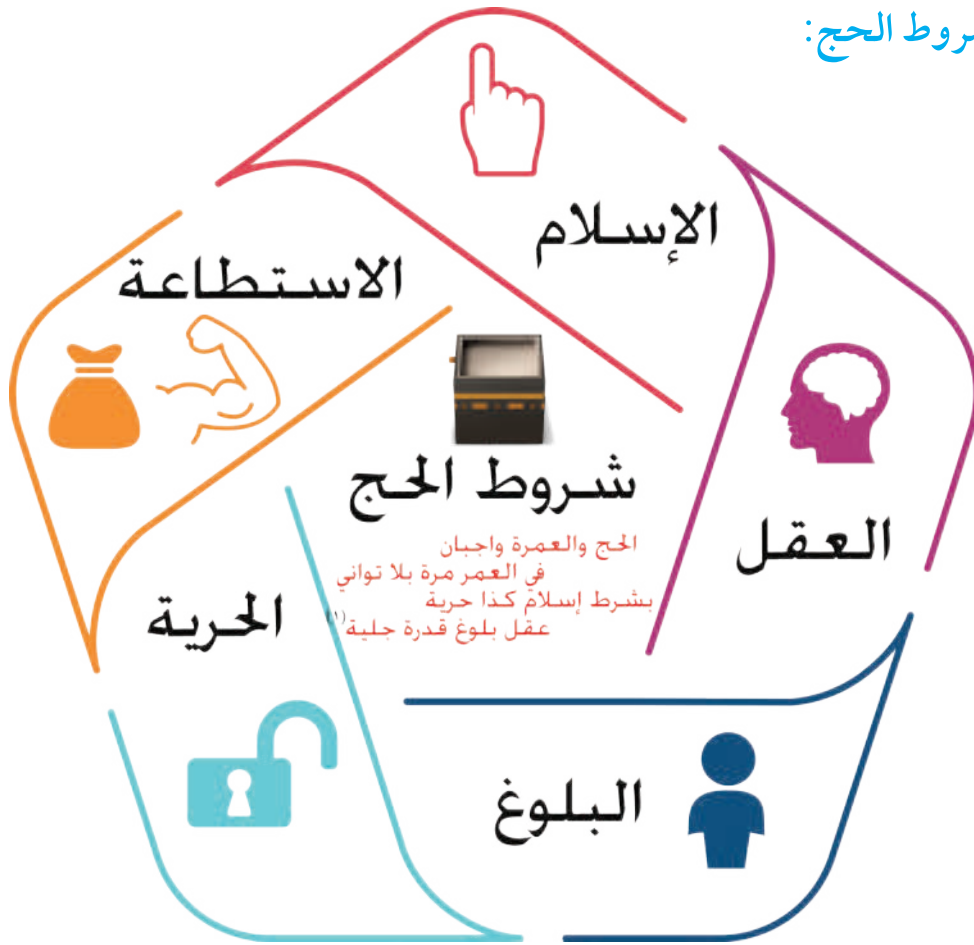 شروط الحج:
الإسلام
الاستطاعة
العقل
شروط الحج
الحج والعمرة واجبان
في العمر مرة بلا تواني
بشرط إسلام كذا حرية
عقل بلوغ قدرة جلية(١)
الحرية
البلوغ